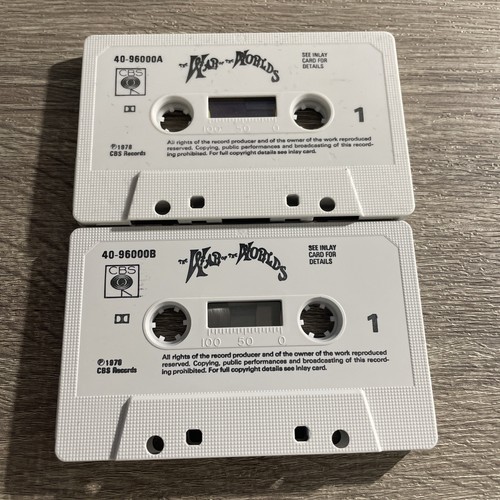 40-96000A
THE WAR OF THE WORLDS
SEE INLAY
CARD FOR
DETAILS
CBS
100 50 0
1
℗1978
CBS Records
All rights of the record producer and of the owner of the work reproduced
reserved. Copying, public performances and broadcasting of this record-
ing prohibited. For full copyright details see inlay card.
40-96000B
THE WAR OF THE WORLDS
SEE INLAY
CARD FOR
DETAILS
CBS
100 50 0
1
℗1978
CBS Records
All rights of the record producer and of the owner of the work reproduced
reserved. Copying, public performances and broadcasting of this record-
ing prohibited. For full copyright details see inlay card.